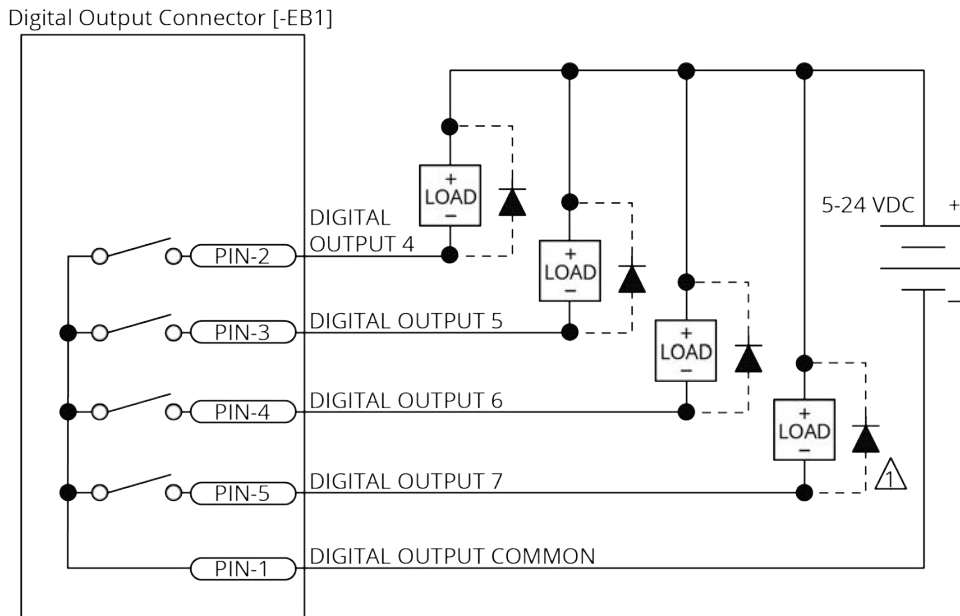 Digital Output Connector [-EB1]
+
LOAD
–
5-24 VDC
+
–
DIGITAL
OUTPUT 4
PIN-2
+
LOAD
–
DIGITAL OUTPUT 5
PIN-3
+
LOAD
–
DIGITAL OUTPUT 6
PIN-4
+
LOAD
–
DIGITAL OUTPUT 7
PIN-5
1
DIGITAL OUTPUT COMMON
PIN-1